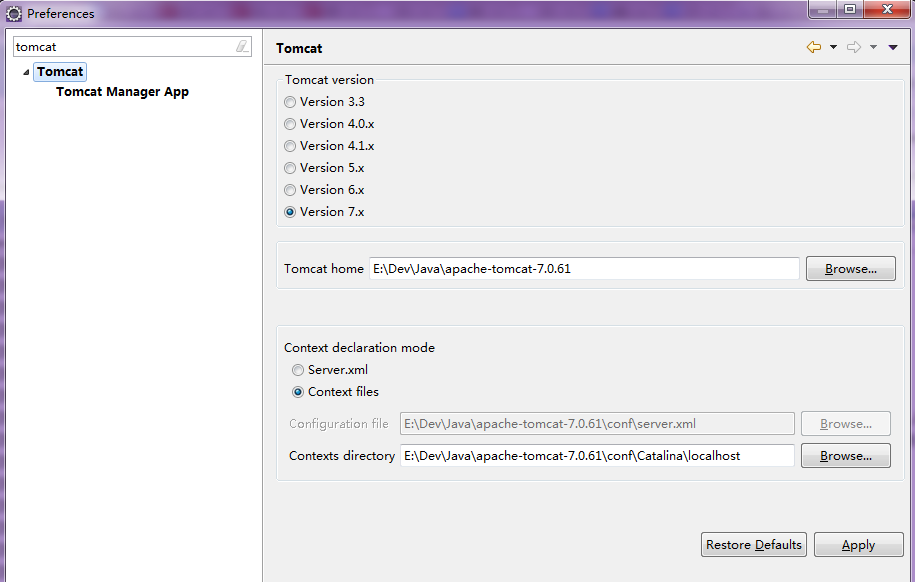 Preferences
tomcat
Tomcat
Tomcat Manager App
Tomcat
Tomcat version
Version 3.3
Version 4.0.x
Version 4.1.x
Version 5.x
Version 6.x
Version 7.x
Tomcat home E:\Dev\Java\apache-tomcat-7.0.61 Browse...
Context declaration mode
Server.xml
Context files
Configuration file E:\Dev\Java\apache-tomcat-7.0.61\conf\server.xml Browse...
Contexts directory E:\Dev\Java\apache-tomcat-7.0.61\conf\Catalina\localhost Browse...
Restore Defaults Apply